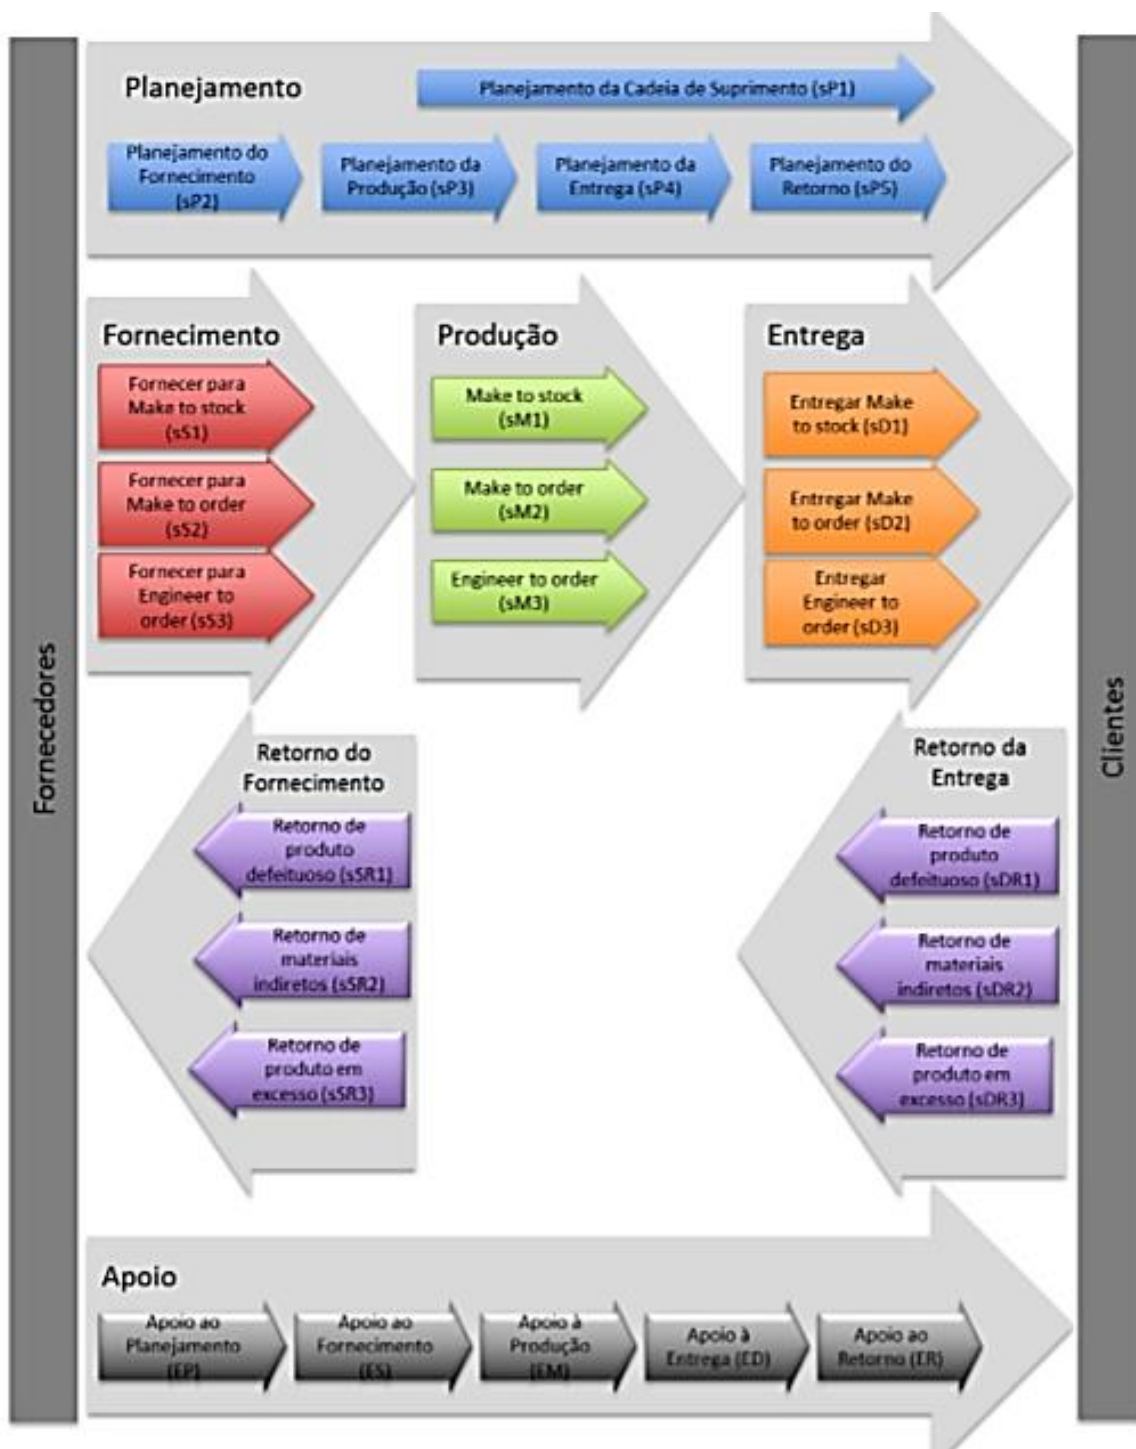 Planejamento
Planejamento da Cadeia de Suprimento (sP1)
Planejamento do
Fornecimento
(sP2)
Planejamento da
Produção (sP3)
Planejamento da
Entrega (sP4)
Planejamento do
Retorno (sP5)
Fornecedores
Fornecimento
Fornecer para
Make to stock
(sS1)
Fornecer para
Make to order
(sS2)
Fornecer para
Engineer to
order (sS3)
Produção
Make to stock
(sM1)
Make to order
(sM2)
Engineer to order
(sM3)
Entrega
Entregar Make
to stock (sD1)
Entregar Make
to order (sD2)
Entregar
Engineer to
order (sD3)
Clientes
Retorno do
Fornecimento
Retorno de
produto
defeituoso (sSR1)
Retorno de
materiais
indiretos (sSR2)
Retorno de
produto em
excesso (sSR3)
Retorno da
Entrega
Retorno de
produto
defeituoso (sDR1)
Retorno de
materiais
indiretos (sDR2)
Retorno de
produto em
excesso (sDR3)
Apoio
Apoio ao
Planejamento
(EP)
Apoio ao
Fornecimento
(ES)
Apoio à
Produção
(EM)
Apoio à
Entrega (ED)
Apoio ao
Retorno (ER)